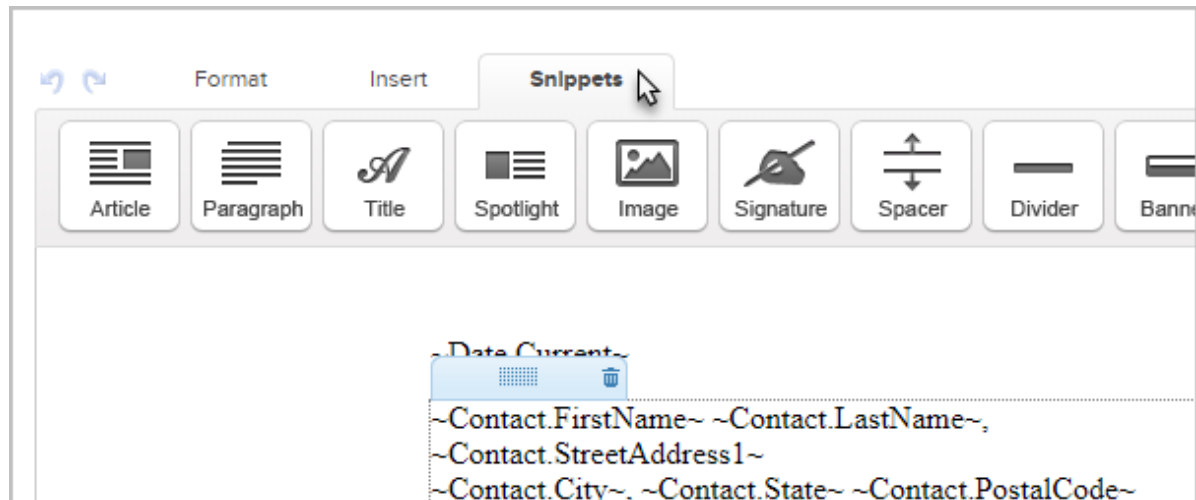 Format Insert Snippets
Article Paragraph Title Spotlight Image Signature Spacer Divider
~Date.Current~
~Contact.FirstName~ ~Contact.LastName~,
~Contact.StreetAddress1~
~Contact.City~, ~Contact.State~ ~Contact.PostalCode~